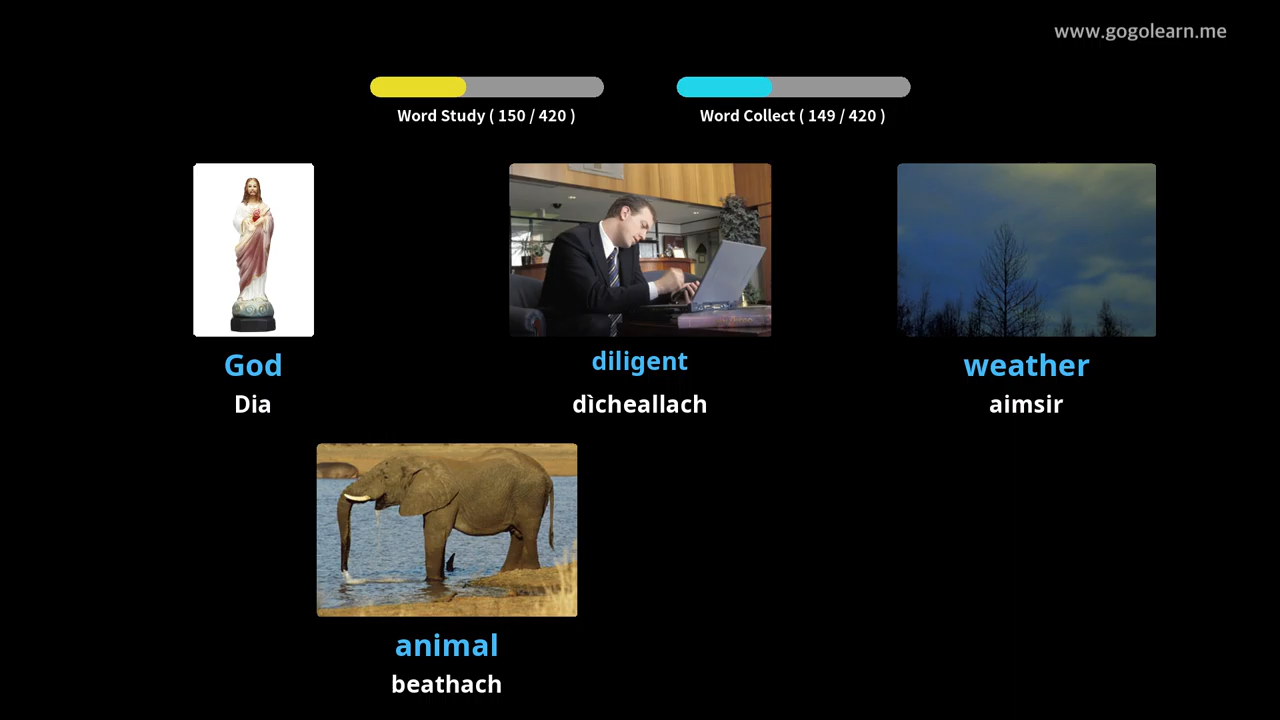 www.gogolearn.me
Word Study ( 150 / 420 )
Word Collect ( 149 / 420 )
God
Dia
diligent
dìcheallach
weather
aimsir
animal
beathach